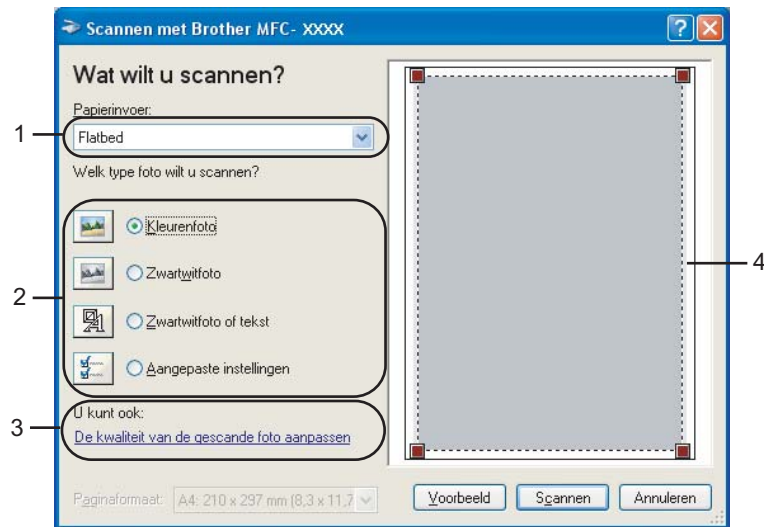 Scannen met Brother MFC- XXXX
Wat wilt u scannen?
Papierinvoer:
1
Flatbed
Welk type foto wilt u scannen?
Kleurenfoto
Zwartwitfoto
2
Zwartwitfoto of tekst
Aangepaste instellingen
3
U kunt ook:
De kwaliteit van de gescande foto aanpassen
4
Paginaformaat:
A4: 210 x 297 mm (8,3 x 11,7
Voorbeeld
Scannen
Annuleren